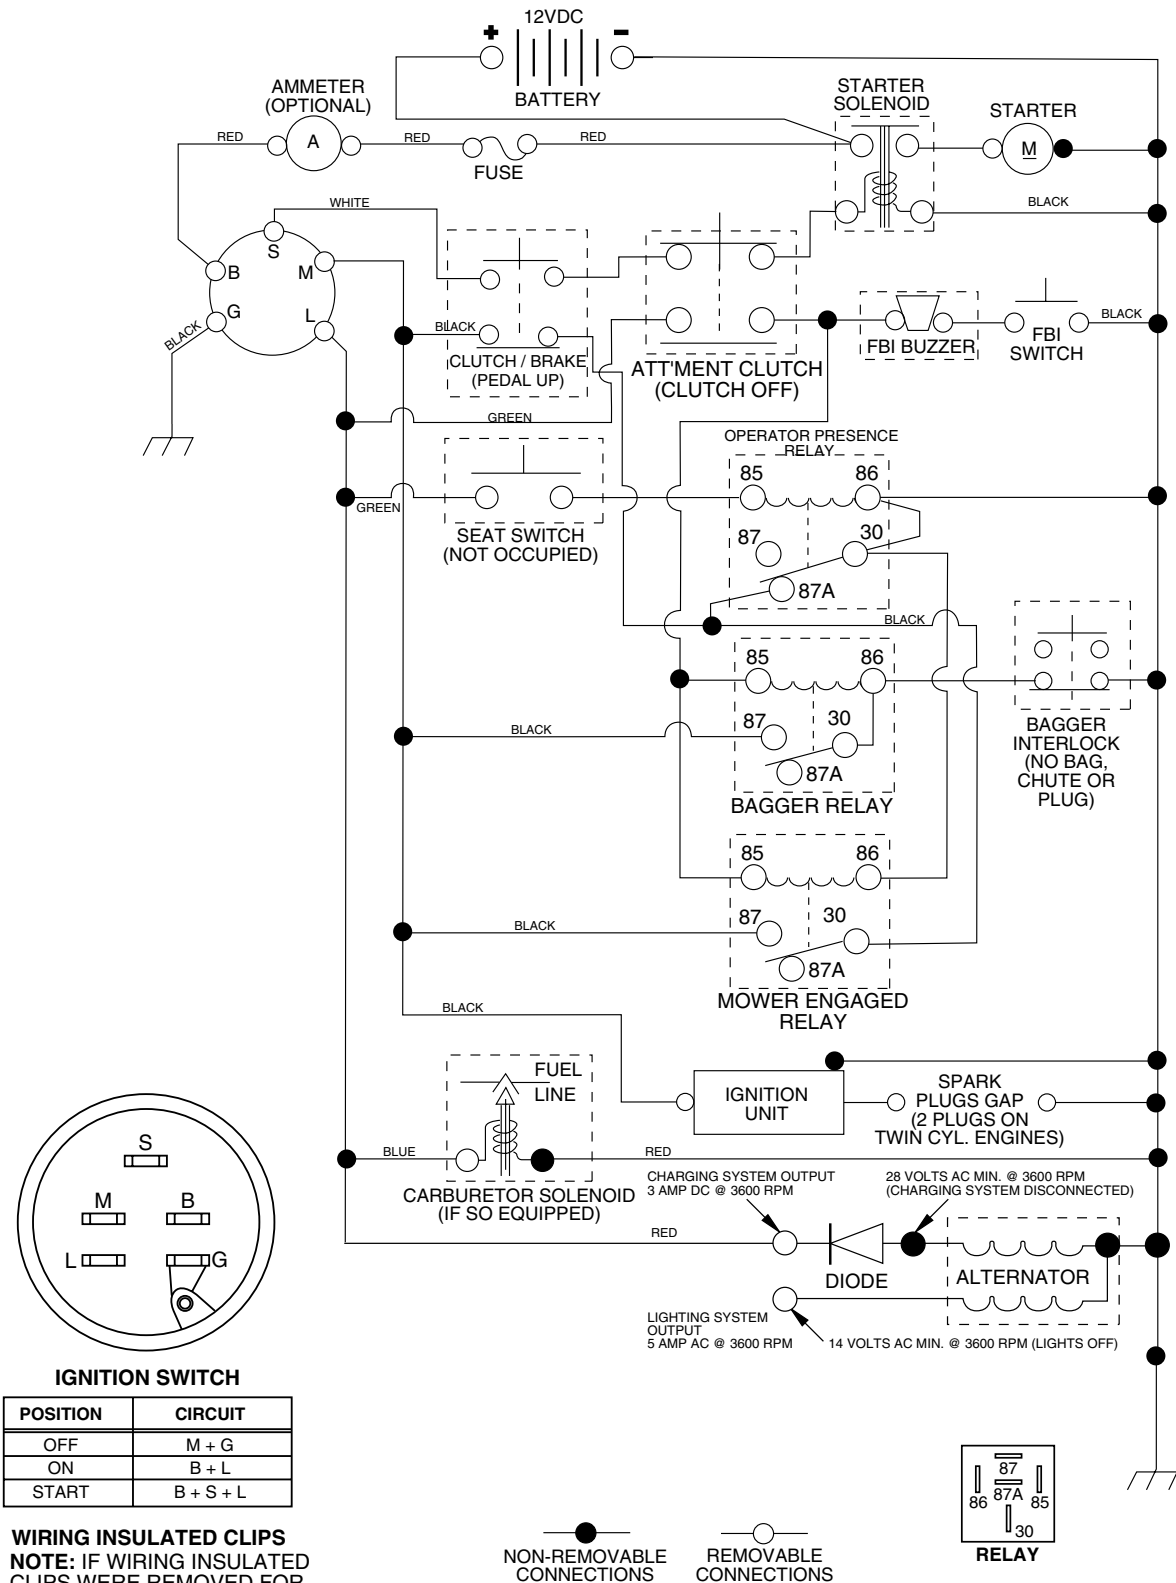 12VDC
+ -
BATTERY
AMMETER
(OPTIONAL)
STARTER
SOLENOID
STARTER
RED
A
RED
FUSE
RED
M
WHITE
BLACK
S
B
M
G
L
BLACK
BLACK
CLUTCH / BRAKE
(PEDAL UP)
ATT'MENT CLUTCH
(CLUTCH OFF)
FBI BUZZER
FBI
SWITCH
BLACK
GREEN
OPERATOR PRESENCE
RELAY
85
86
GREEN
SEAT SWITCH
(NOT OCCUPIED)
87
30
87A
BLACK
85
86
BLACK
87
30
87A
BAGGER RELAY
BAGGER
INTERLOCK
(NO BAG,
CHUTE OR
PLUG)
85
86
BLACK
87
30
87A
MOWER ENGAGED
RELAY
BLACK
FUEL
LINE
IGNITION
UNIT
SPARK
PLUGS GAP
(2 PLUGS ON
TWIN CYL. ENGINES)
BLUE
RED
CARBURETOR SOLENOID
(IF SO EQUIPPED)
CHARGING SYSTEM OUTPUT
3 AMP DC @ 3600 RPM
28 VOLTS AC MIN. @ 3600 RPM
(CHARGING SYSTEM DISCONNECTED)
RED
DIODE
ALTERNATOR
LIGHTING SYSTEM
OUTPUT
5 AMP AC @ 3600 RPM
14 VOLTS AC MIN. @ 3600 RPM (LIGHTS OFF)
S
M
B
L
G
IGNITION SWITCH
POSITION CIRCUIT
OFF M + G
ON B + L
START B + S + L
WIRING INSULATED CLIPS
NOTE: IF WIRING INSULATED
CLIPS WERE REMOVED FOR
NON-REMOVABLE
CONNECTIONS
REMOVABLE
CONNECTIONS
87
86
87A
85
30
RELAY